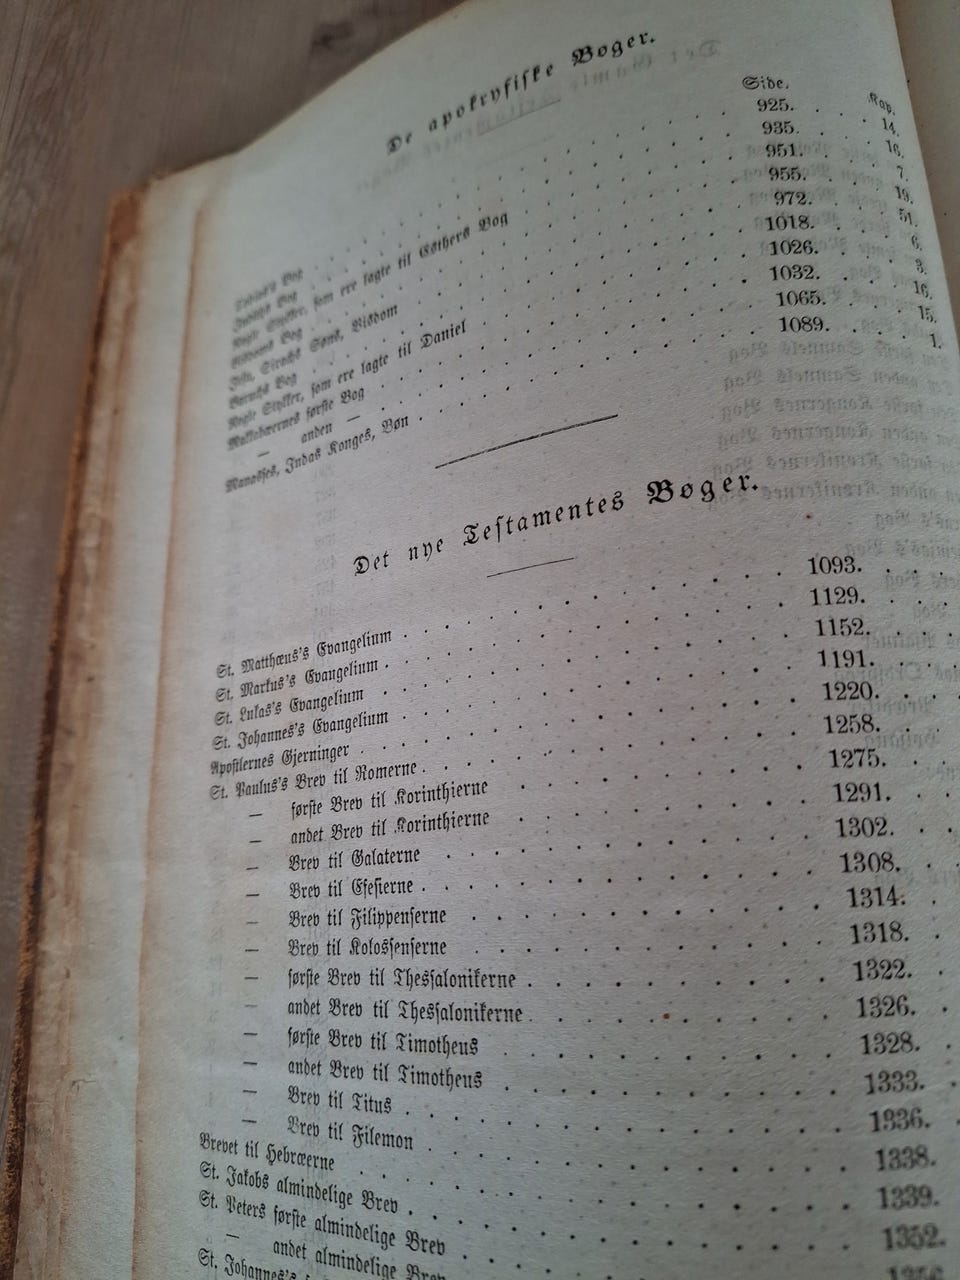 De apokryfiske Bøger.
Side. Kap.
Tobias's Bog . . . 925. . . 14.
Judiths Bog . . . 935. . . 16.
Nogle Stykker, som ere lagte til Esthers Bog . . . 951. . . 7.
Visdoms Bog . . . 955. . . 19.
Jesu, Sirachs Søns, Visdom . . . 972. . . 51.
Baruchs Bog . . . 1018. . . 6.
Nogle Stykker, som ere lagte til Daniel . . . 1026. . . 3.
Makkabæernes første Bog . . . 1032. . . 16.
— anden — . . . 1065. . . 15.
Manasses, Judas Konges, Bøn . . . 1089. . . 1.
Det nye Testamentes Bøger.
St. Matthæus's Evangelium . . . 1093.
St. Markus's Evangelium . . . 1129.
St. Lukas's Evangelium . . . 1152.
St. Johannes's Evangelium . . . 1191.
Apostlernes Gjerninger . . . 1220.
St. Paulus's Brev til Romerne . . . 1258.
— første Brev til Korinthierne . . . 1275.
— andet Brev til Korinthierne . . . 1291.
— Brev til Galaterne . . . 1302.
— Brev til Efesierne . . . 1308.
— Brev til Filippenserne . . . 1314.
— Brev til Kolossenserne . . . 1318.
— første Brev til Thessalonikerne . . . 1322.
— andet Brev til Thessalonikerne . . . 1326.
— første Brev til Timotheus . . . 1328.
— andet Brev til Timotheus . . . 1333.
— Brev til Titus . . . 1336.
— Brev til Filemon . . . 1338.
Brevet til Hebræerne . . . 1339.
St. Jakobs almindelige Brev . . . 1352.
St. Peters første almindelige Brev . . .
— andet almindelige Brev
St. Johannes's